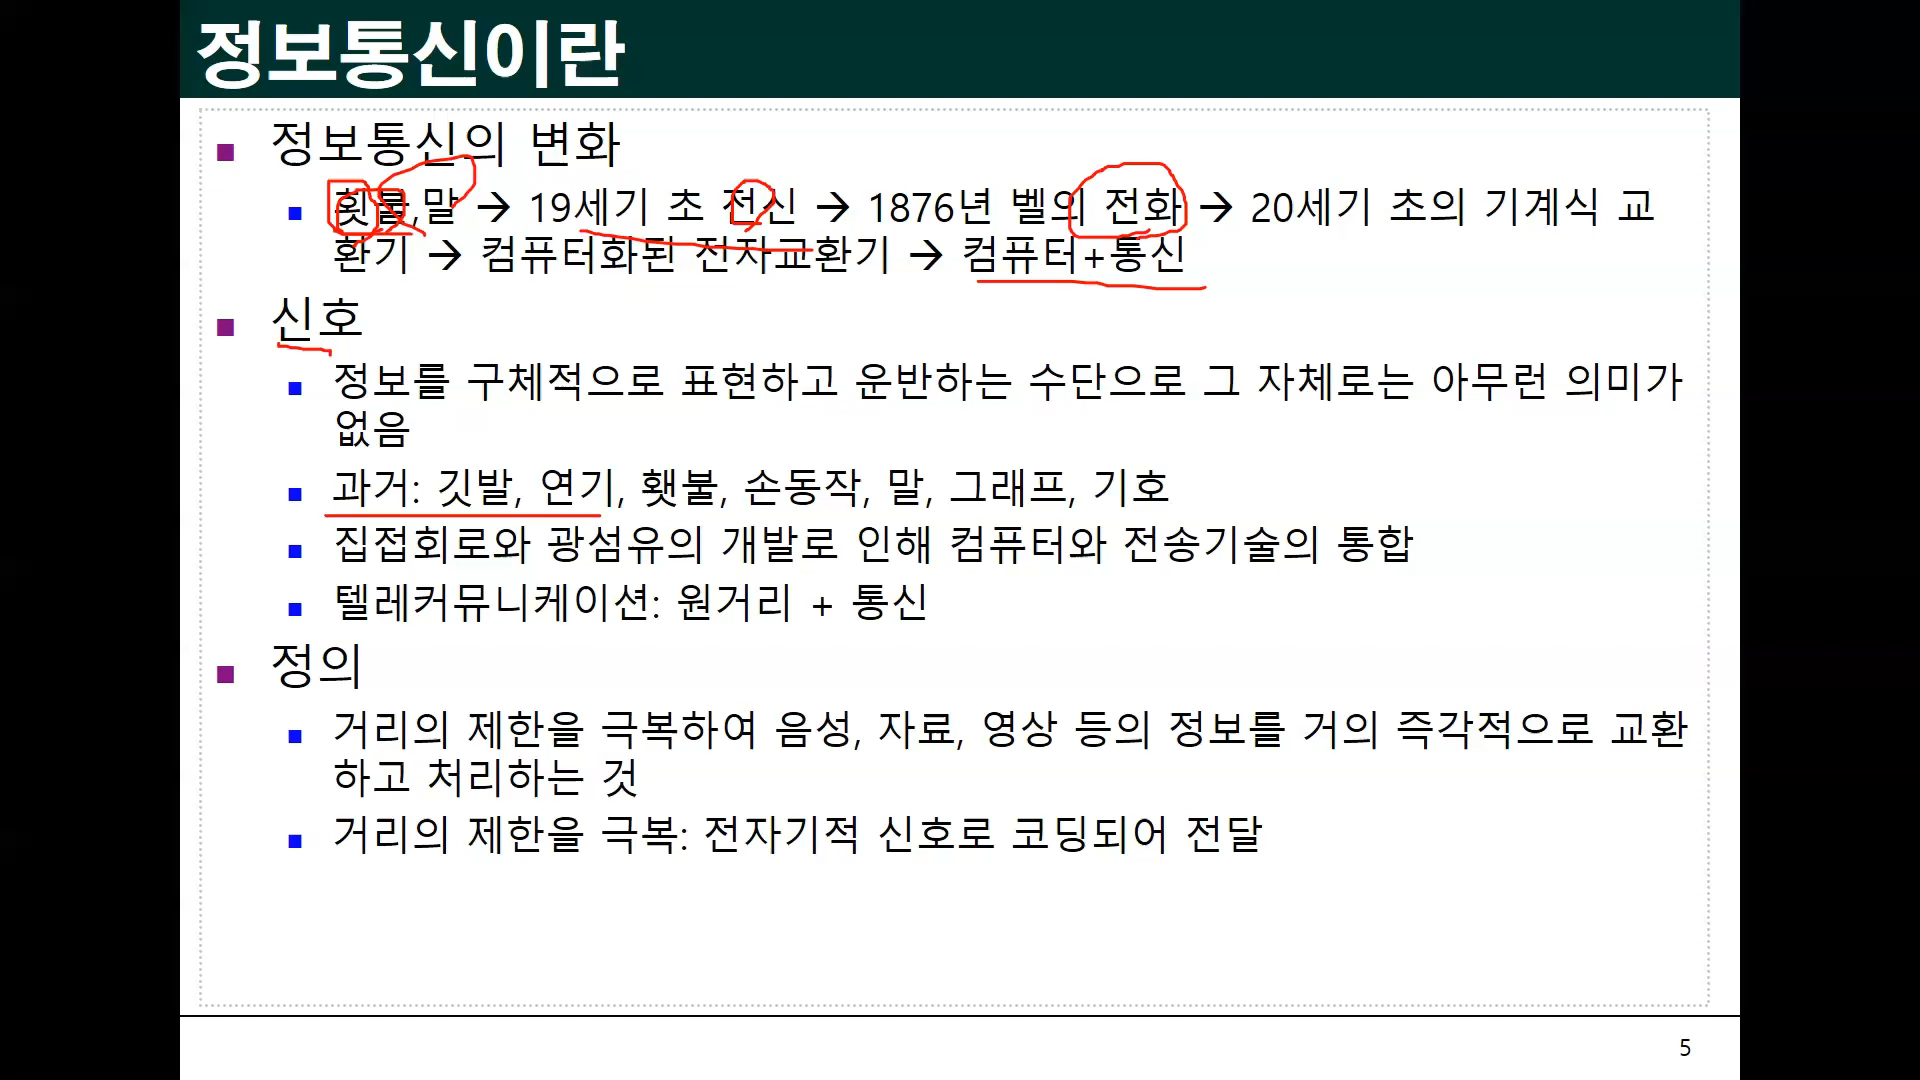 정보통신이란
정보통신의 변화
횟불,말 → 19세기 초 전신 → 1876년 벨의 전화 → 20세기 초의 기계식 교
환기 → 컴퓨터화된 전자교환기 → 컴퓨터+통신
신호
정보를 구체적으로 표현하고 운반하는 수단으로 그 자체로는 아무런 의미가
없음
과거: 깃발, 연기, 횃불, 손동작, 말, 그래프, 기호
집접회로와 광섬유의 개발로 인해 컴퓨터와 전송기술의 통합
텔레커뮤니케이션: 원거리 + 통신
정의
거리의 제한을 극복하여 음성, 자료, 영상 등의 정보를 거의 즉각적으로 교환
하고 처리하는 것
거리의 제한을 극복: 전자기적 신호로 코딩되어 전달
5